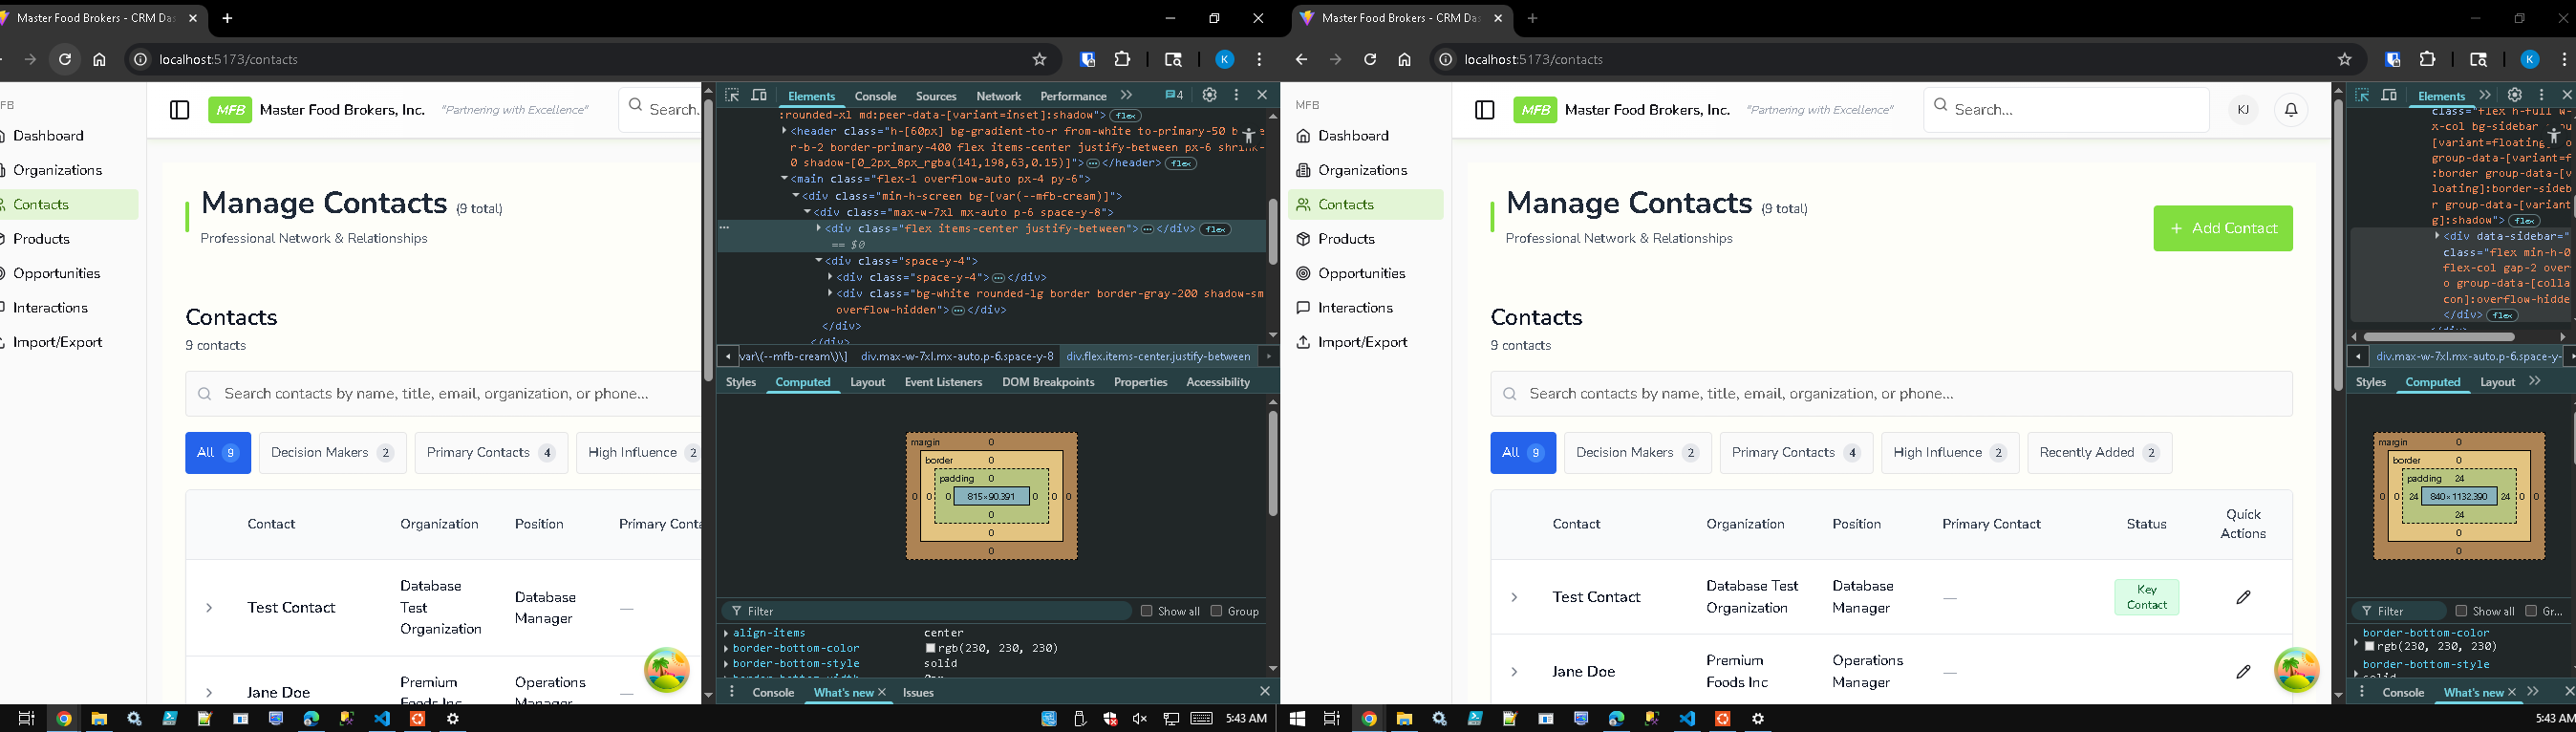 Master Food Brokers - CRM Das
localhost:5173/contacts
FB
Dashboard
Organizations
Contacts
Products
Opportunities
Interactions
Import/Export
MFB Master Food Brokers, Inc. "Partnering with Excellence" Search...
Manage Contacts (9 total)
Professional Network & Relationships
Contacts
9 contacts
Search contacts by name, title, email, organization, or phone...
All 9 Decision Makers 2 Primary Contacts 4 High Influence 2
Contact Organization Position Primary Conta
Test Contact Database Test Organization Database Manager —
Jane Doe Premium Foods Inc Operations Manager —
Elements Console Sources Network Performance 4
:rounded-xl md:peer-data-[variant=inset]:shadow"> flex
<header class="h-[60px] bg-gradient-to-r from-white to-primary-50 b
r-b-2 border-primary-400 flex items-center justify-between px-6 shrink-
0 shadow-[0_2px_8px_rgba(141,198,63,0.15)]">…</header> flex
<main class="flex-1 overflow-auto px-4 py-6">
<div class="min-h-screen bg-[var(--mfb-cream)]">
<div class="max-w-7xl mx-auto p-6 space-y-8">
<div class="flex items-center justify-between">…</div> flex
== $0
<div class="space-y-4">
<div class="space-y-4">…</div>
<div class="bg-white rounded-lg border border-gray-200 shadow-sm
overflow-hidden">…</div>
</div>
</div>
var\(--mfb-cream\)\] div.max-w-7xl.mx-auto.p-6.space-y-8 div.flex.items-center.justify-between
Styles Computed Layout Event Listeners DOM Breakpoints Properties Accessibility
margin 0
border 0
padding 0
0 0 0 815×90.391 0 0 0
0
0
0
Filter Show all Group
align-items center
border-bottom-color rgb(230, 230, 230)
border-bottom-style solid
Console What's new Issues
5:43 AM
Master Food Brokers - CRM Das
K
localhost:5173/contacts
K
MFB
Dashboard
Organizations
Contacts
Products
Opportunities
Interactions
Import/Export
MFB Master Food Brokers, Inc. "Partnering with Excellence" Search... KJ
Manage Contacts (9 total)
Professional Network & Relationships
+ Add Contact
Contacts
9 contacts
Search contacts by name, title, email, organization, or phone...
All 9 Decision Makers 2 Primary Contacts 4 High Influence 2 Recently Added 2
Contact Organization Position Primary Contact Status Quick Actions
Test Contact Database Test Organization Database Manager — Key Contact
Jane Doe Premium Foods Inc Operations Manager —
Elements
class="flex h-full w-
x-col bg-sidebar
[variant=floating
group-data-[variant=f
:border group-data-[v
loating]:border-sideb
r group-data-[variant
g]:shadow"> flex
<div data-sidebar="
class="flex min-h-0
flex-col gap-2 over
o group-data-[colla
con]:overflow-hidde
</div> flex
div.max-w-7xl.mx-auto.p-6.space-y-
Styles Computed Layout
margin 0
border 0
padding 24
0 0 24 840×1132.390 24 0 0
24
0
0
Filter Show all Gr...
border-bottom-color
rgb(230, 230, 230)
border-bottom-style
Console What's new
5:43 AM